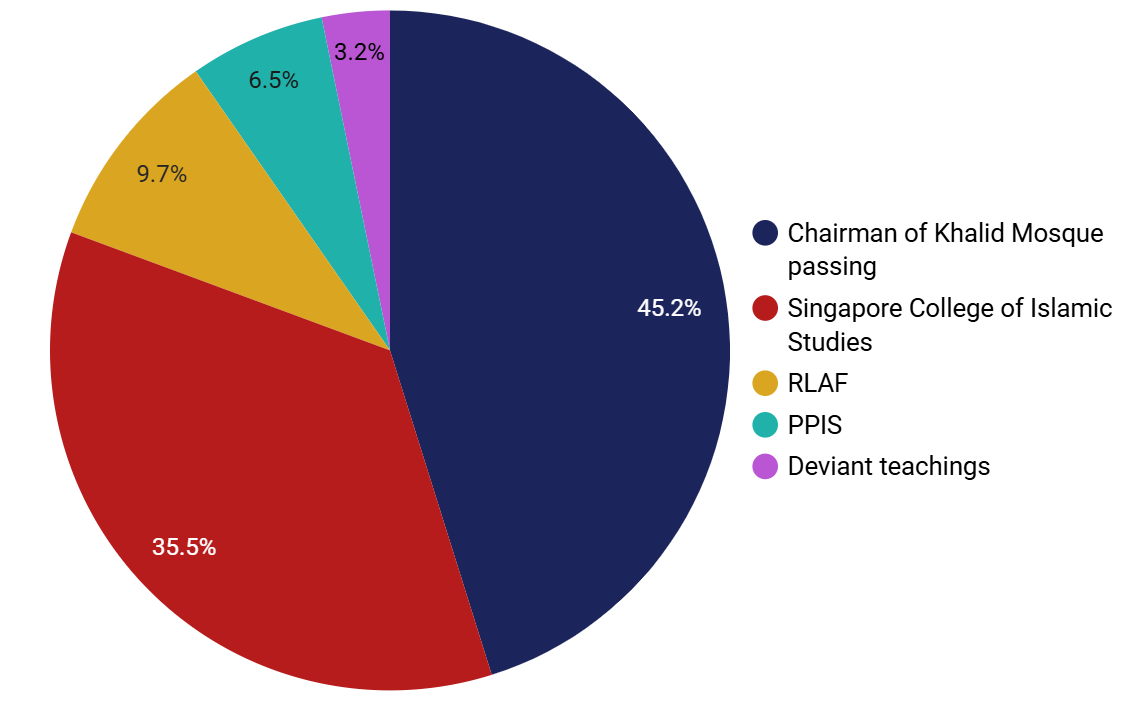 3.2%
6.5%
9.7%
45.2%
35.5%
Chairman of Khalid Mosque
passing
Singapore College of Islamic
Studies
RLAF
PPIS
Deviant teachings